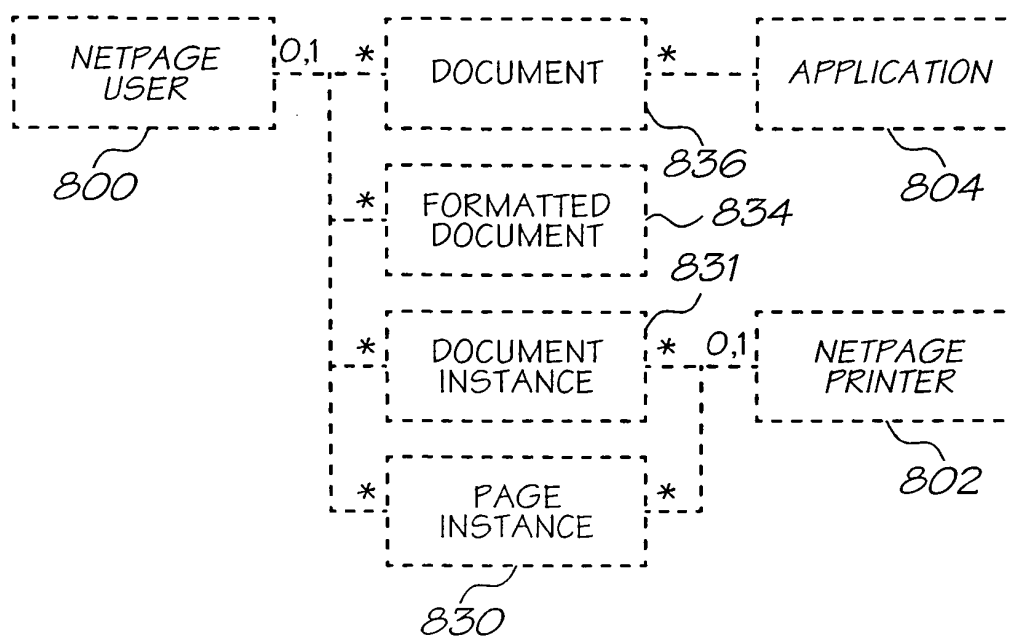 NETPAGE
USER
0,1
*
DOCUMENT
*
APPLICATION
800
836
804
*
FORMATTED
DOCUMENT
834
831
*
DOCUMENT
INSTANCE
*
0,1
NETPAGE
PRINTER
802
*
PAGE
INSTANCE
*
830